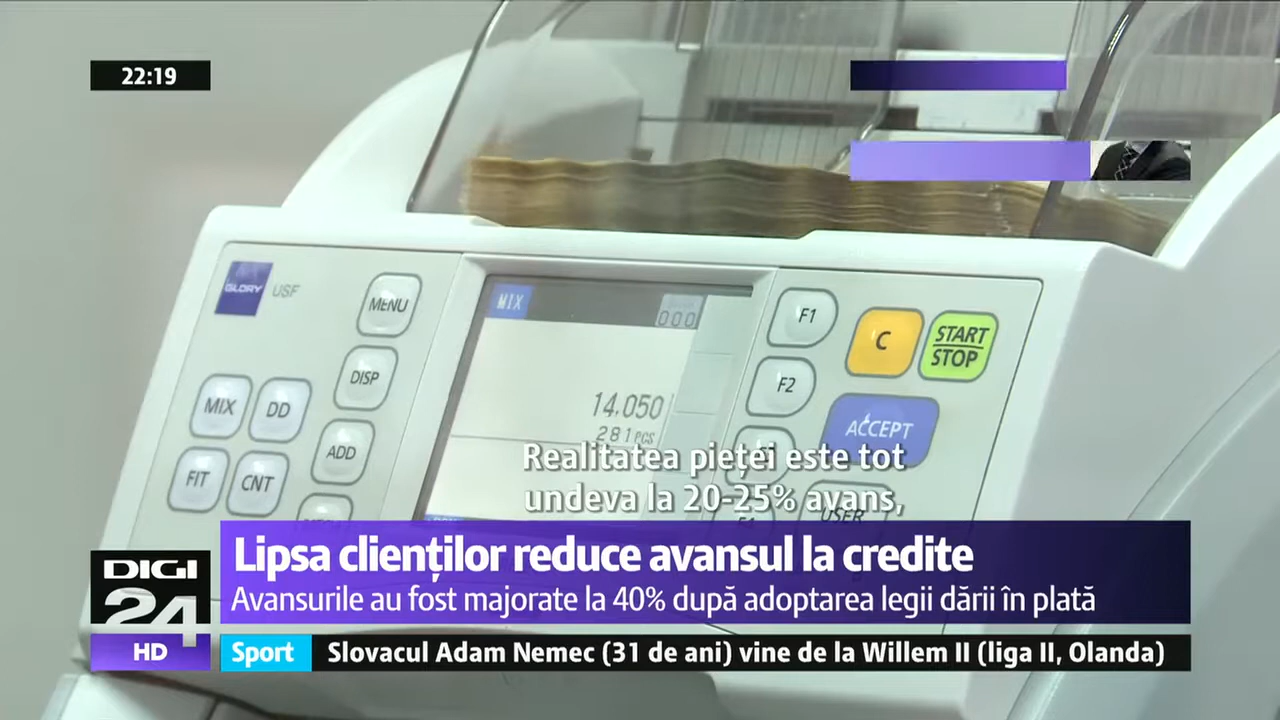 22:19
GLORY USF
MENU
DISP
MIX DD
ADD
FIT CNT
MIX
000
14,050
281 PCS
F1
F2
C
START
STOP
ACCEPT
USER
Realitatea pieței este tot
undeva la 20-25% avans,
Lipsa clienților reduce avansul la credite
Avansurile au fost majorate la 40% după adoptarea legii dării în plată
DIGI
24
HD
Sport
Slovacul Adam Nemec (31 de ani) vine de la Willem II (liga II, Olanda)